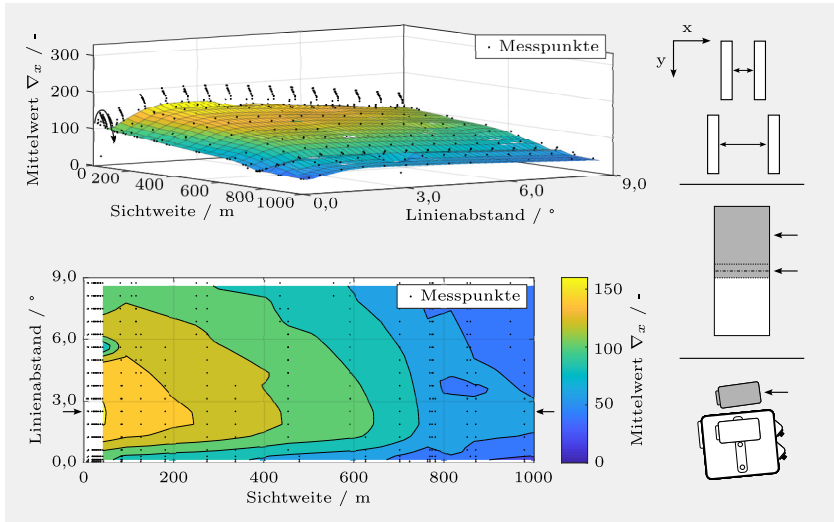 Mittelwert ∇x / -
300
200
100
0
0
200
400
600
800
1000
Sichtweite / m
0,0
3,0
6,0
9,0
Linienabstand / °
Messpunkte
x
y
Linienabstand / °
9,0
6,0
3,0
0,0
0 200 400 600 800 1000
Sichtweite / m
Messpunkte
150
100
50
0
Mittelwert ∇x / -